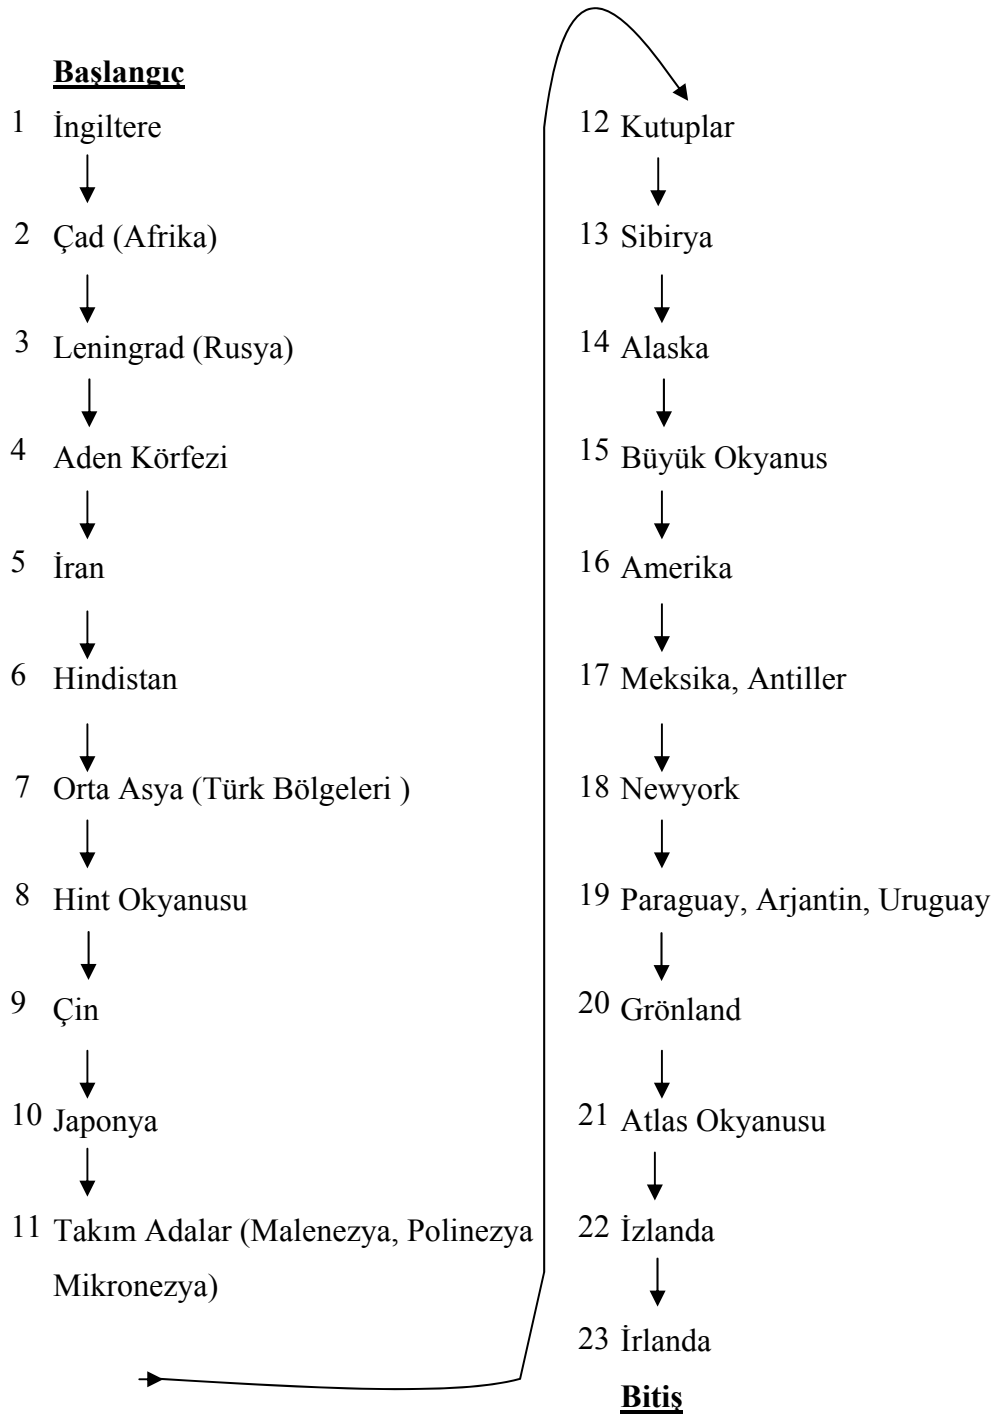 Başlangıç
1 İngiltere
2 Çad (Afrika)
3 Leningrad (Rusya)
4 Aden Körfezi
5 İran
6 Hindistan
7 Orta Asya (Türk Bölgeleri )
8 Hint Okyanusu
9 Çin
10 Japonya
11 Takım Adalar (Malenezya, Polinezya
Mikronezya)
12 Kutuplar
13 Sibirya
14 Alaska
15 Büyük Okyanus
16 Amerika
17 Meksika, Antiller
18 Newyork
19 Paraguay, Arjantin, Uruguay
20 Grönland
21 Atlas Okyanusu
22 İzlanda
23 İrlanda
Bitiş